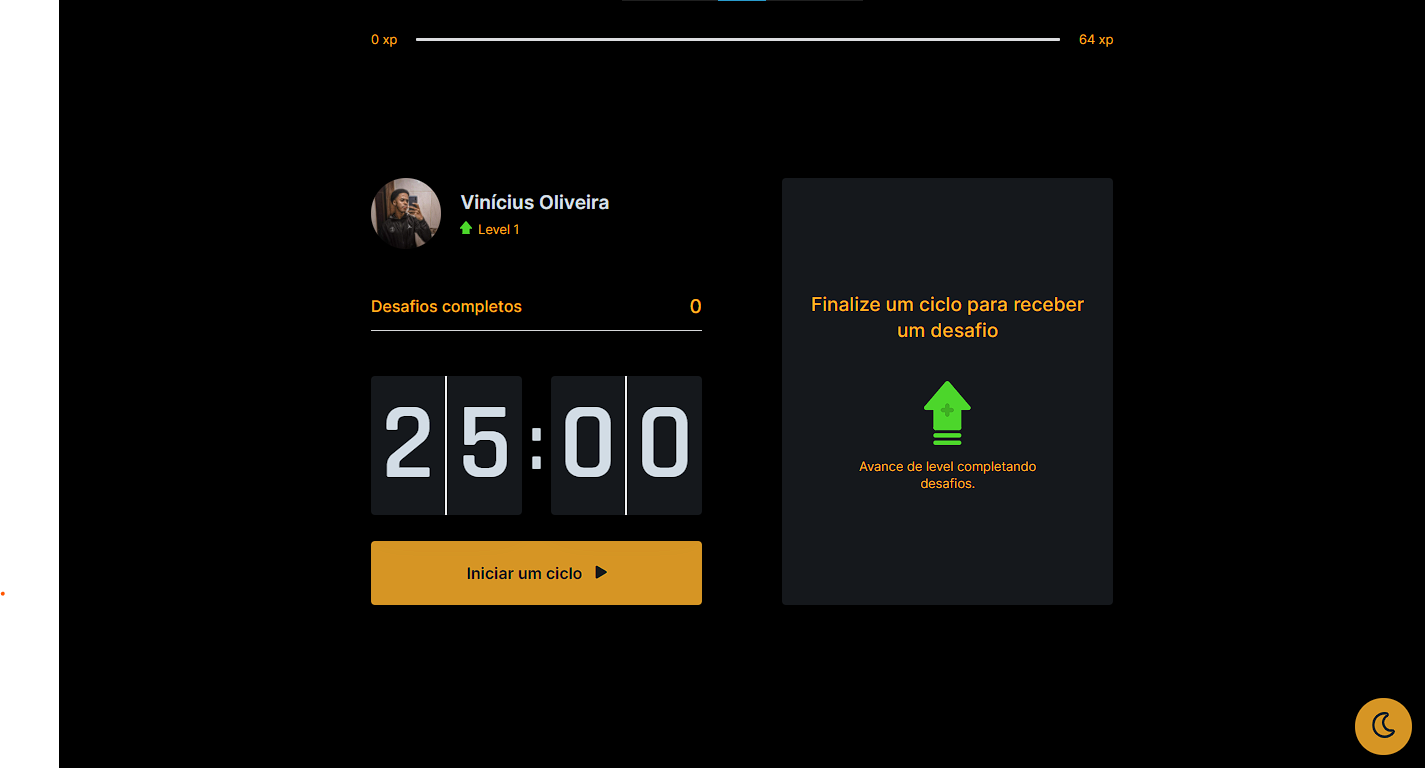 0 xp 64 xp
Vinícius Oliveira
Level 1
Desafios completos 0
25:00
Iniciar um ciclo
Finalize um ciclo para receber
um desafio
Avance de level completando
desafios.